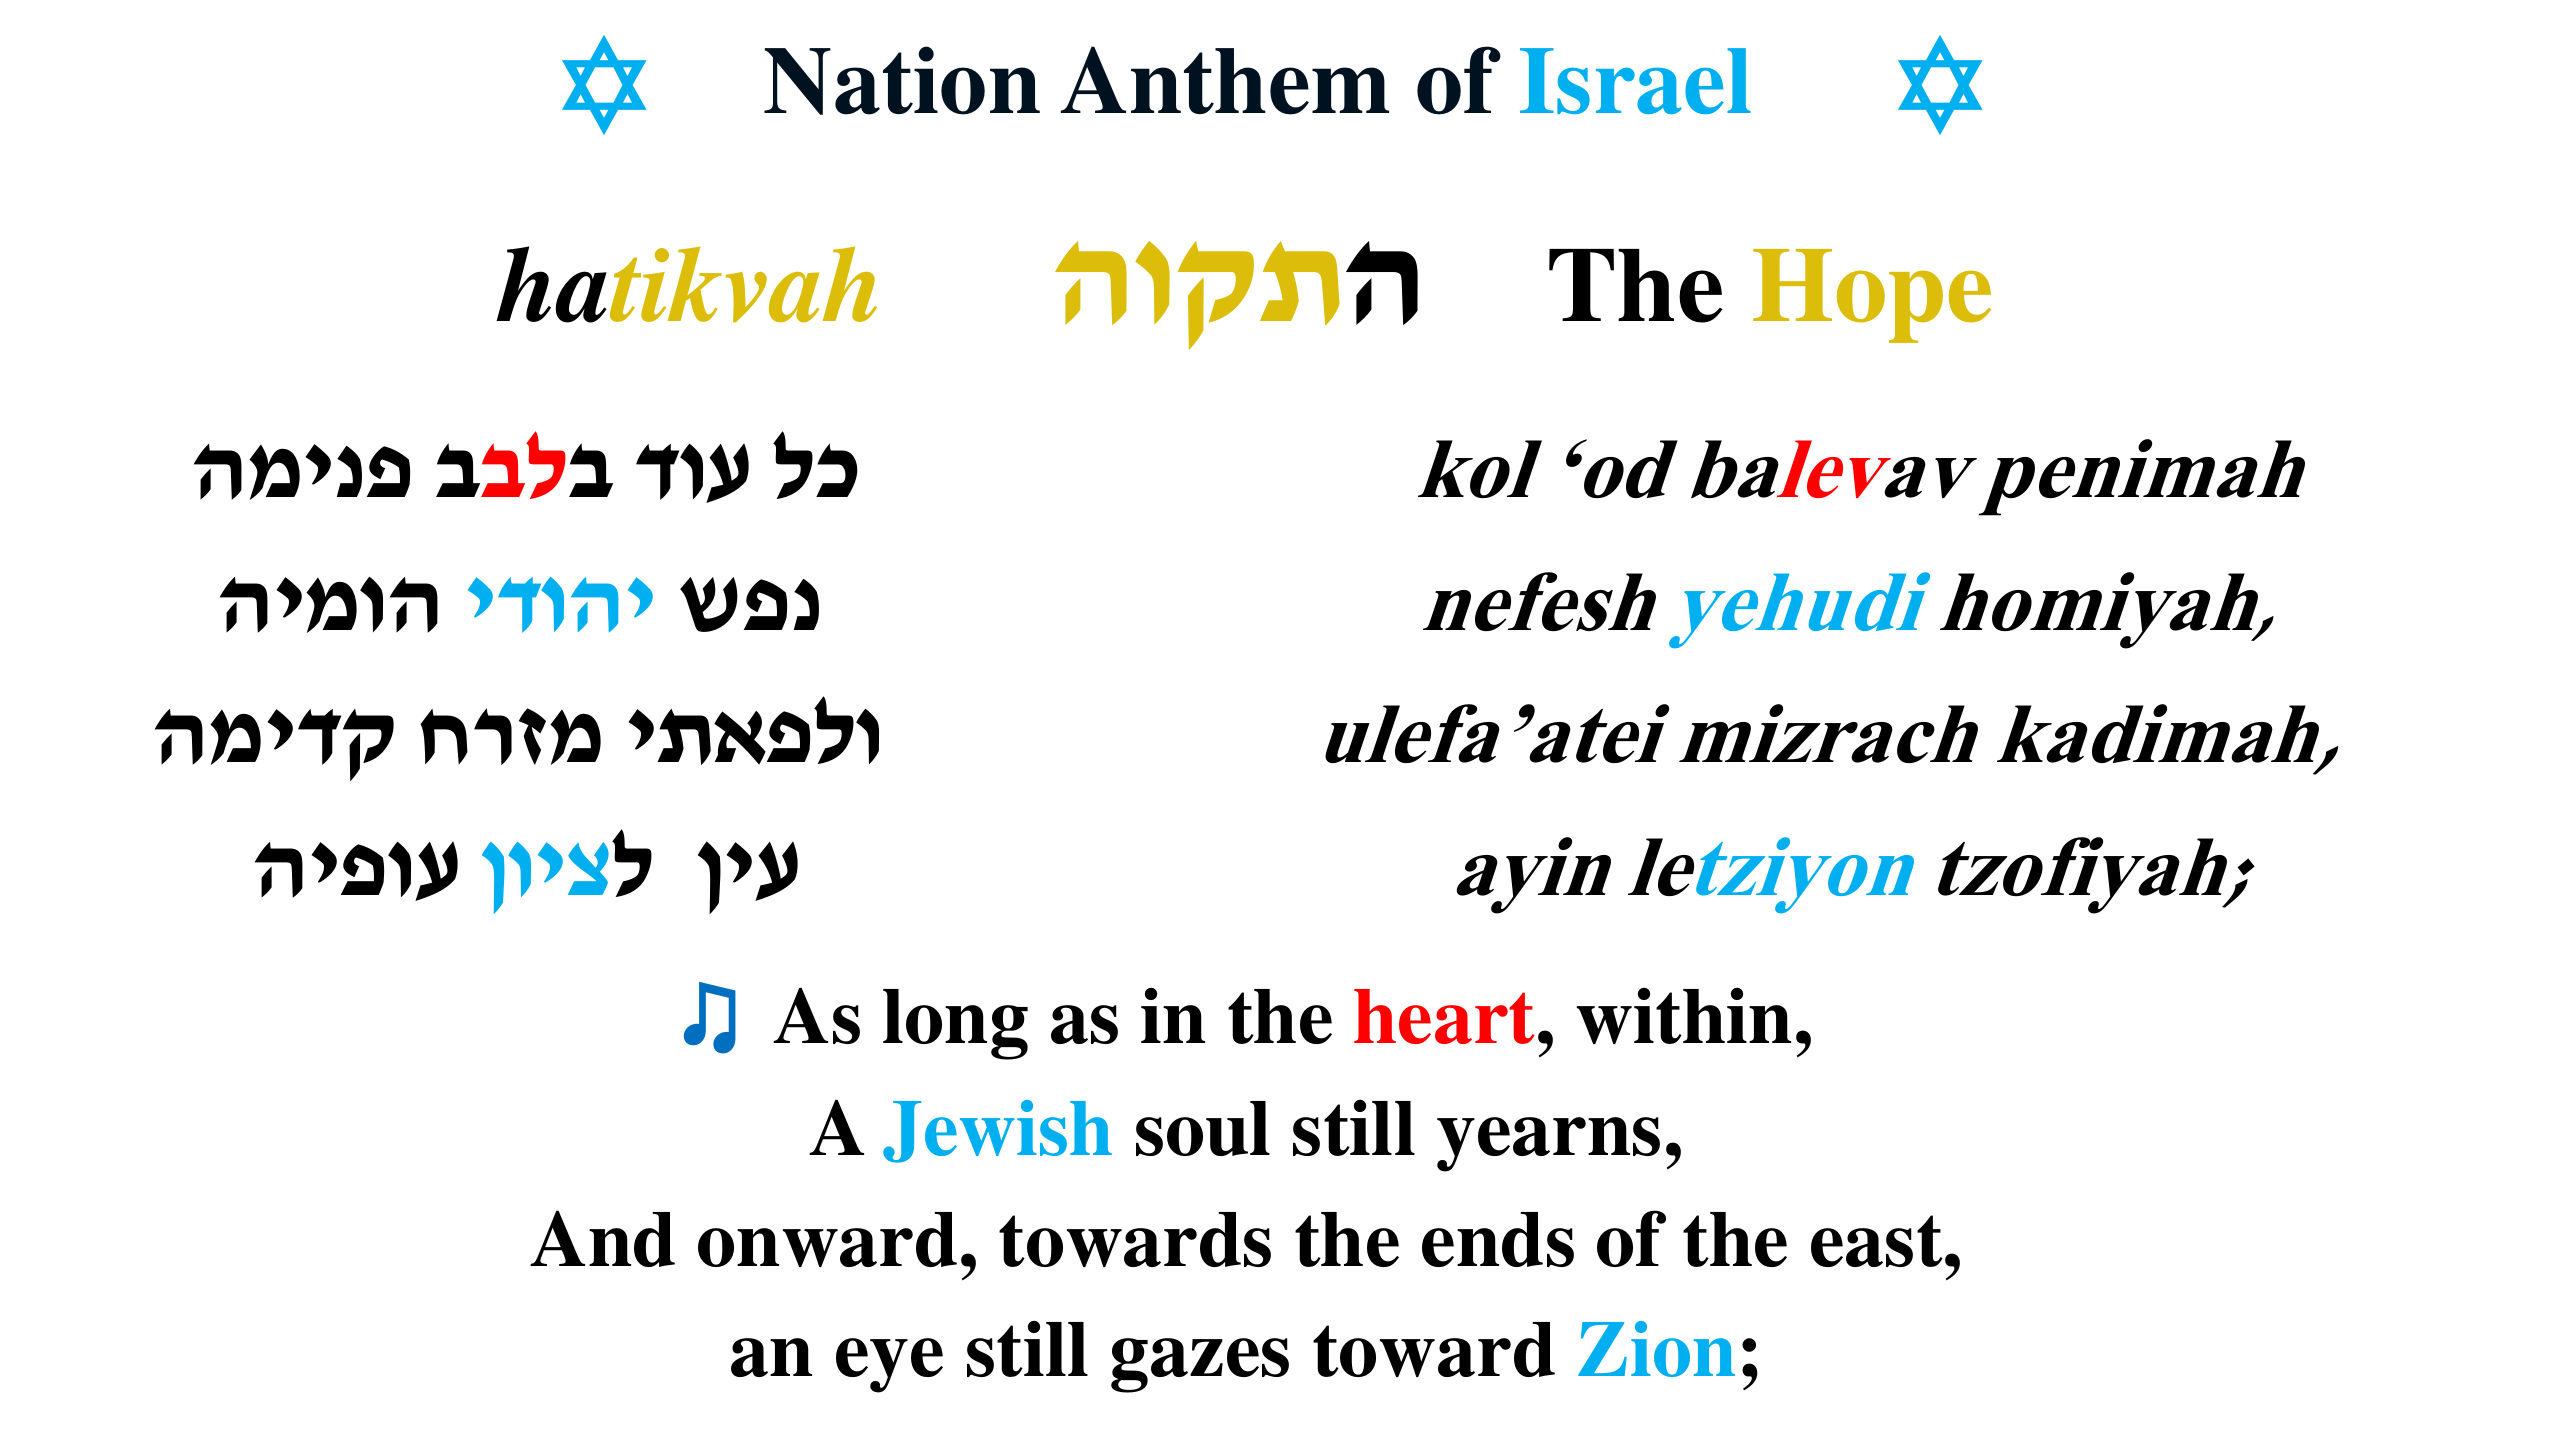 ✡ Nation Anthem of Israel ✡
hatikvah התקוה The Hope
כל עוד בלבב פנימה
kol ‘od balevav penimah
נפש יהודי הומיה
nefesh yehudi homiyah,
ולפאתי מזרח קדימה
ulefa’atei mizrach kadimah,
עין לציון עופיה
ayin letziyon tzofiyah;
♫ As long as in the heart, within,
A Jewish soul still yearns,
And onward, towards the ends of the east,
an eye still gazes toward Zion;